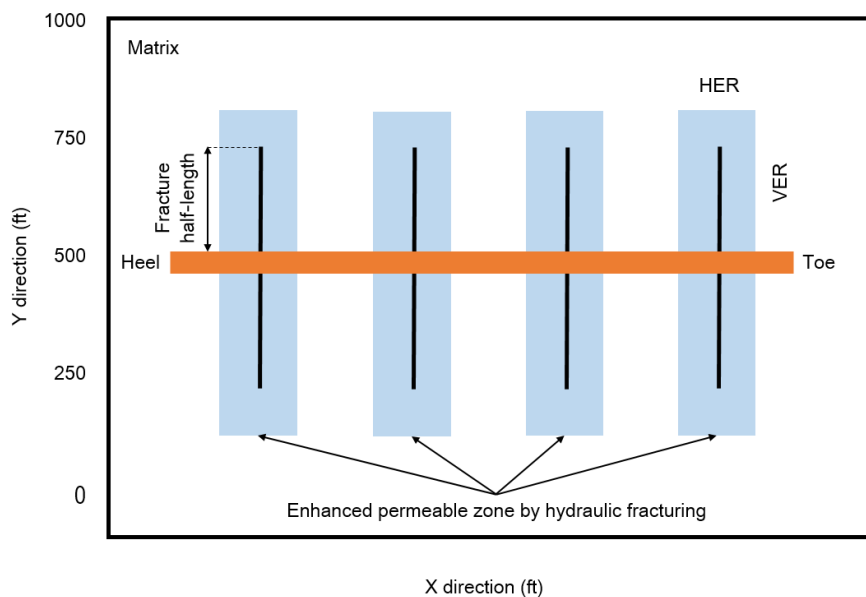 1000
Matrix
HER
750
Fracture
half-length
VER
Y direction (ft)
500
Heel
Toe
250
0
Enhanced permeable zone by hydraulic fracturing
X direction (ft)